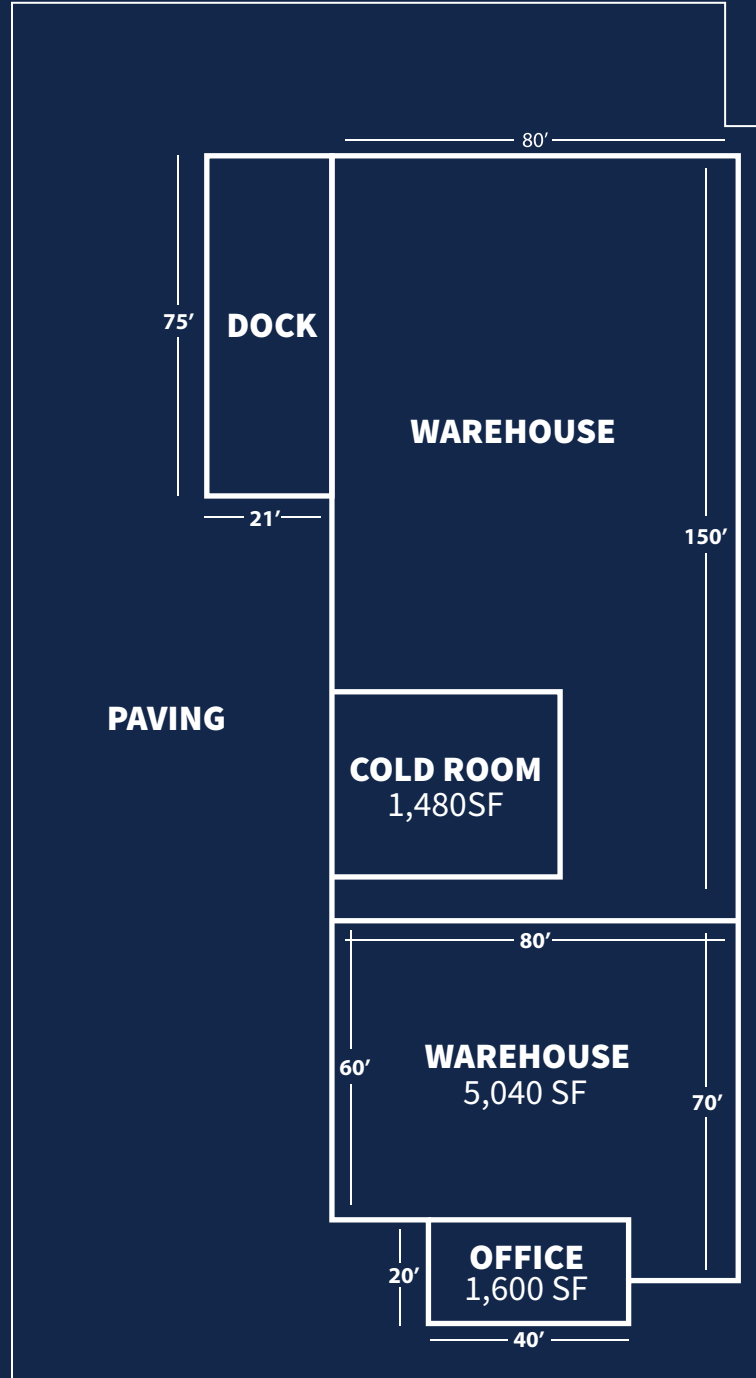 80’
75’
DOCK
WAREHOUSE
21’
150’
PAVING
COLD ROOM
1,480SF
80’
60’
WAREHOUSE
5,040 SF
70’
OFFICE
1,600 SF
20’
40’